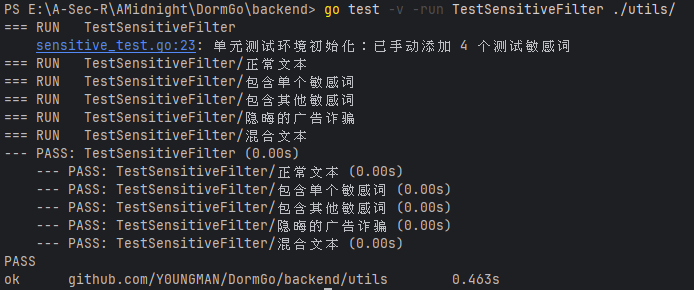 PS E:\A-Sec-R\AMidnight\DormGo\backend> go test -v -run TestSensitiveFilter ./utils/
=== RUN   TestSensitiveFilter
    sensitive_test.go:23: 单元测试环境初始化：已手动添加 4 个测试敏感词
=== RUN   TestSensitiveFilter/正常文本
=== RUN   TestSensitiveFilter/包含单个敏感词
=== RUN   TestSensitiveFilter/包含其他敏感词
=== RUN   TestSensitiveFilter/隐晦的广告诈骗
=== RUN   TestSensitiveFilter/混合文本
--- PASS: TestSensitiveFilter (0.00s)
    --- PASS: TestSensitiveFilter/正常文本 (0.00s)
    --- PASS: TestSensitiveFilter/包含单个敏感词 (0.00s)
    --- PASS: TestSensitiveFilter/包含其他敏感词 (0.00s)
    --- PASS: TestSensitiveFilter/隐晦的广告诈骗 (0.00s)
    --- PASS: TestSensitiveFilter/混合文本 (0.00s)
PASS
ok      github.com/Y0UNGMAN/DormGo/backend/utils        0.463s